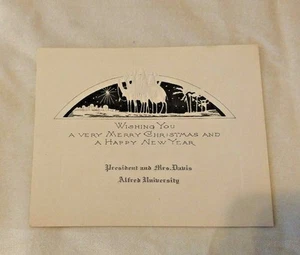 Wishing You
A Very Merry Christmas and
A Happy New Year
President and Mrs. Davis
Alfred University